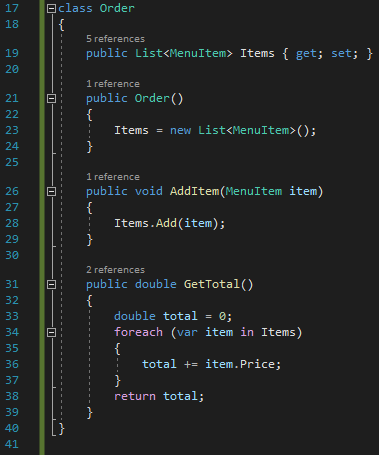 17 class Order
18 {
5 references
19 public List<MenuItem> Items { get; set; }
20
1 reference
21 public Order()
22 {
23 Items = new List<MenuItem>();
24 }
25
1 reference
26 public void AddItem(MenuItem item)
27 {
28 Items.Add(item);
29 }
30
2 references
31 public double GetTotal()
32 {
33 double total = 0;
34 foreach (var item in Items)
35 {
36 total += item.Price;
37 }
38 return total;
39 }
40 }
41